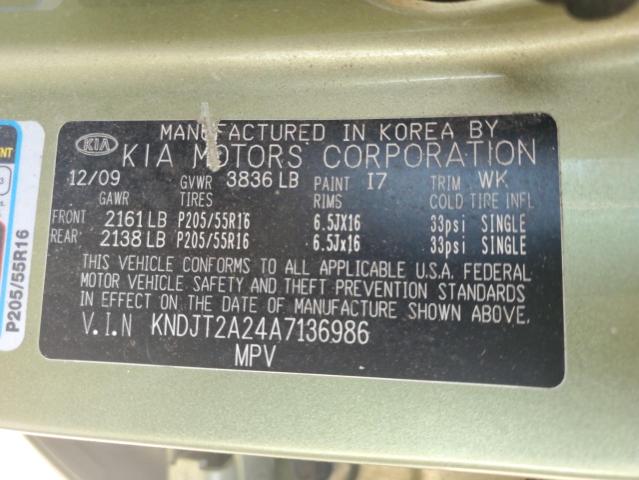 MANUFACTURED IN KOREA BY
KIA KIA MOTORS CORPORATION
12/09 GVWR 3836 LB PAINT I7 TRIM WK
GAWR TIRES RIMS COLD TIRE INFL
FRONT 2161 LB P205/55R16 6.5JX16 33psi SINGLE
REAR 2138 LB P205/55R16 6.5Jx16 33psi SINGLE
THIS VEHICLE CONFORMS TO ALL APPLICABLE U.S.A. FEDERAL
MOTOR VEHICLE SAFETY AND THEFT PREVENTION STANDARDS
IN EFFECT ON THE DATE OF MANUFACTURE SHOWN ABOVE.
V.I.N KNDJT2A24A7136986
MPV
P205/55R16
3